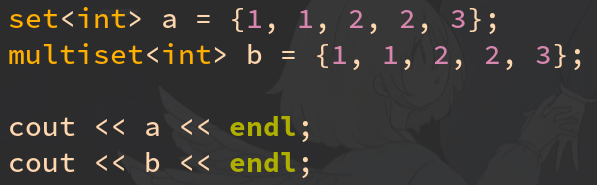 set<int> a = {1, 1, 2, 2, 3};
multiset<int> b = {1, 1, 2, 2, 3};
cout << a << endl;
cout << b << endl;